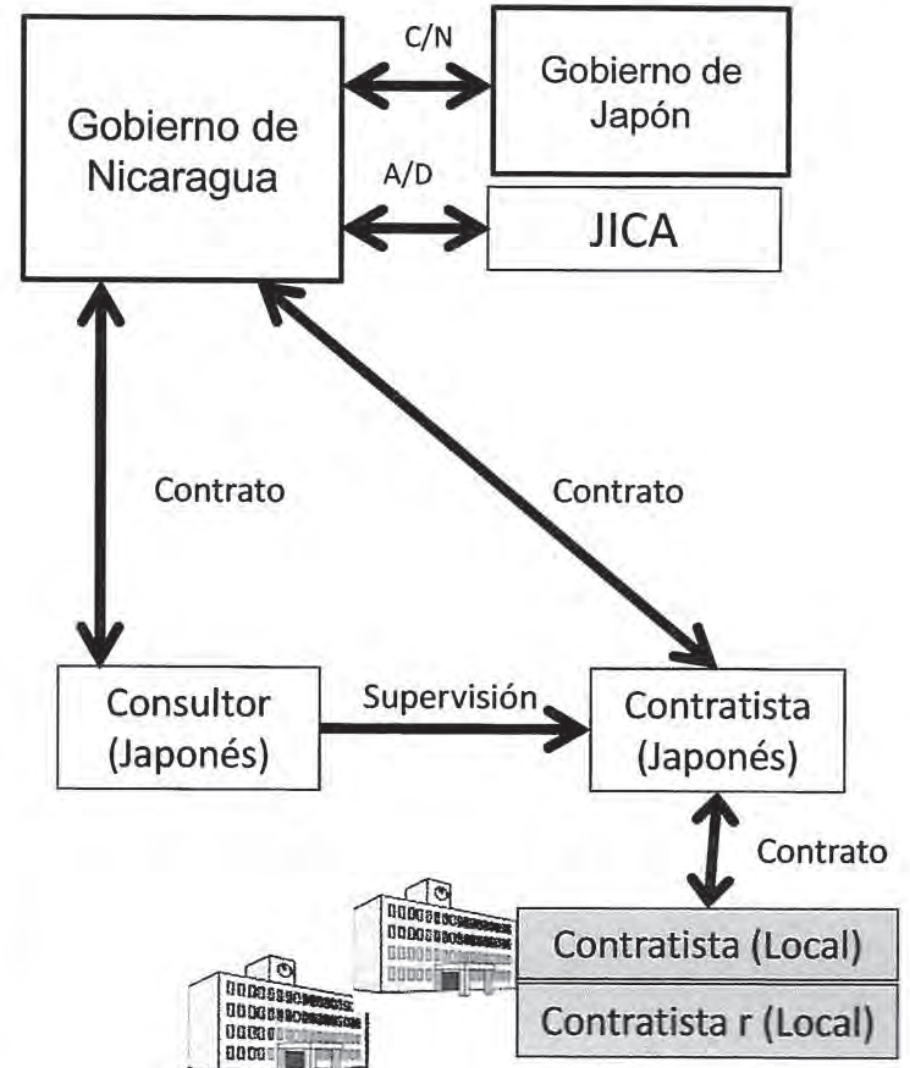 C/N
Gobierno de
Nicaragua
Gobierno de
Japón
A/D
JICA
Contrato
Contrato
Consultor
(Japonés)
Supervisión
Contratista
(Japonés)
Contrato
Contratista (Local)
Contratista r (Local)